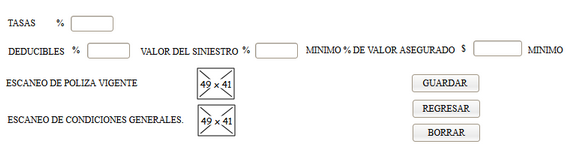 TASAS %
DEDUCIBLES % VALOR DEL SINIESTRO % MINIMO % DE VALOR ASEGURADO $ MINIMO
ESCANEO DE POLIZA VIGENTE 49 x 41 GUARDAR
REGRESAR
ESCANEO DE CONDICIONES GENERALES. 49 x 41
BORRAR